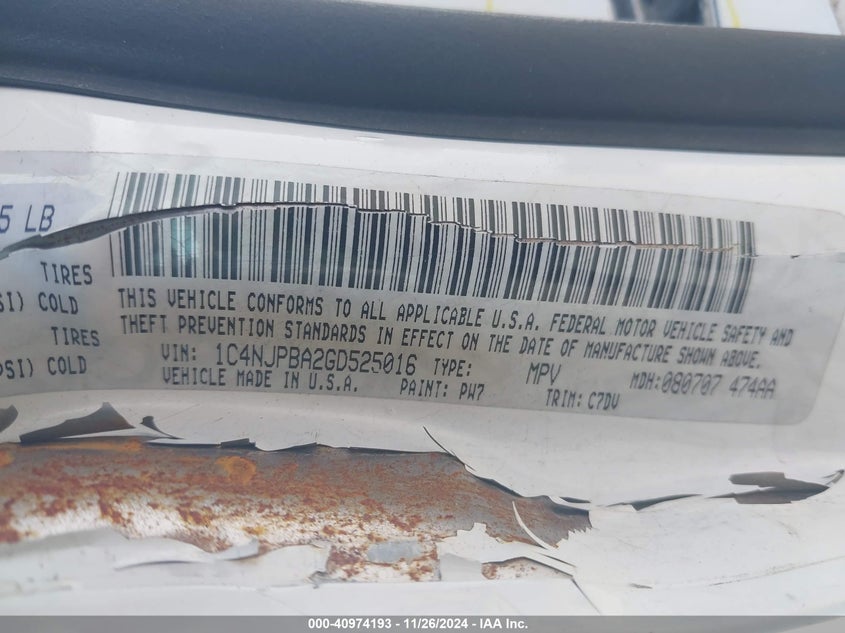 5 LB
TIRES
SI) COLD
TIRES
PSI) COLD
THIS VEHICLE CONFORMS TO ALL APPLICABLE U.S.A. FEDERAL MOTOR VEHICLE SAFETY AND
THEFT PREVENTION STANDARDS IN EFFECT ON THE DATE OF MANUFACTURE SHOWN ABOVE.
VIN: 1C4NJPBA2GD525016 TYPE: MPV MDH:080707 474AA
VEHICLE MADE IN U.S.A. PAINT: PW7 TRIM: C7DV
000-40974193 - 11/26/2024 - IAA Inc.